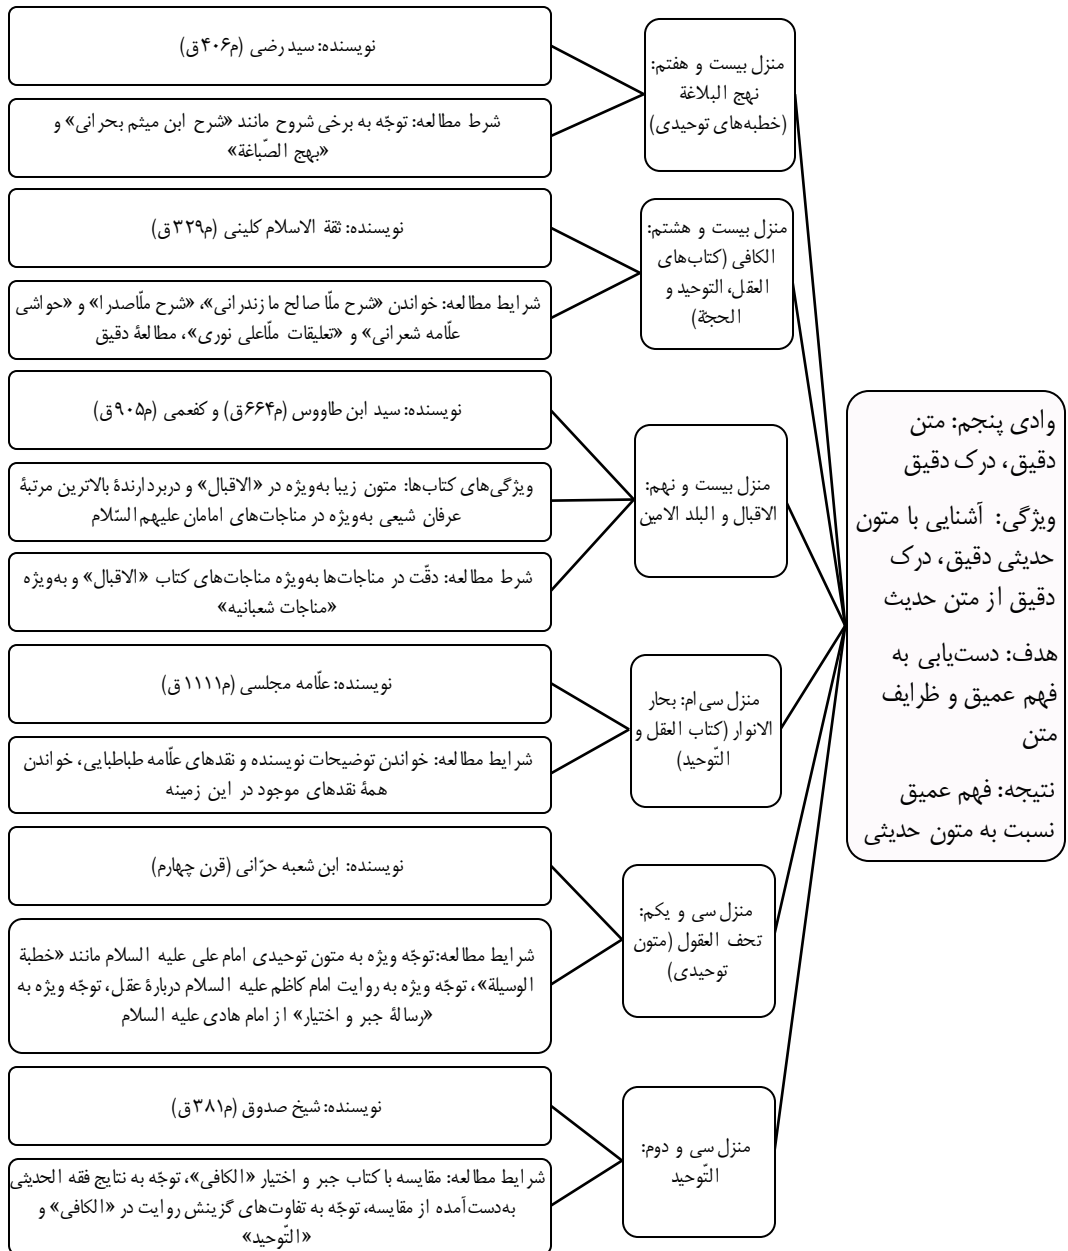 وادی پنجم: متن
دقیق، درک دقیق
ویژگی: آشنایی با متون
حدیثی دقیق، درک
دقیق از متن حدیث
هدف: دست‌یابی به
فهم عمیق و ظرایف
متن
نتیجه: فهم عمیق
نسبت به متون حدیثی
منزل بیست و هفتم:
نهج البلاغة
(خطبه‌های توحیدی)
نویسنده: سید رضی (م۴۰۶ق)
شرط مطالعه: توجّه به برخی شروح مانند «شرح ابن میثم بحرانی» و
«بهج الصّباغة»
منزل بیست و هشتم:
الکافی (کتاب‌های
العقل، التوحید و
الحجّة)
نویسنده: ثقة الاسلام کلینی (م۳۲۹ق)
شرایط مطالعه: خواندن «شرح ملّا صالح مازندرانی»، «شرح ملّاصدرا» و «حواشی
علّامه شعرانی» و «تعلیقات ملّاعلی نوری»، مطالعۀ دقیق
منزل بیست و نهم:
الاقبال و البلد الامین
نویسنده: سید ابن طاووس (م۶۶۴ق) و کفعمی (م۹۰۵ق)
ویژگی‌های کتاب‌ها: متون زیبا به‌ویژه در «الاقبال» و دربردارندۀ بالاترین مرتبۀ
عرفان شیعی به‌ویژه در مناجات‌های امامان علیهم السّلام
شرط مطالعه: دقّت در مناجات‌ها به‌ویژه مناجات‌های کتاب «الاقبال» و به‌ویژه
«مناجات شعبانیه»
منزل سی‌ام: بحار
الانوار (کتاب العقل و
التّوحید)
نویسنده: علّامه مجلسی (م۱۱۱۱ق)
شرایط مطالعه: خواندن توضیحات نویسنده و نقدهای علّامه طباطبایی، خواندن
همۀ نقدهای موجود در این زمینه
منزل سی و یکم:
تحف العقول (متون
توحیدی)
نویسنده: ابن شعبه حرّانی (قرن چهارم)
شرایط مطالعه:توجّه ویژه به متون توحیدی امام علی علیه السلام مانند «خطبة
الوسیلة»، توجّه ویژه به روایت امام کاظم علیه السلام دربارۀ عقل، توجّه ویژه به
«رسالۀ جبر و اختیار» از امام هادی علیه السلام
منزل سی و دوم:
التّوحید
نویسنده: شیخ صدوق (م۳۸۱ق)
شرایط مطالعه: مقایسه با کتاب جبر و اختیار «الکافی»، توجّه به نتایج فقه الحدیثی
به‌دست‌آمده از مقایسه، توجّه به تفاوت‌های گزینش روایت در «الکافی» و
«التّوحید»